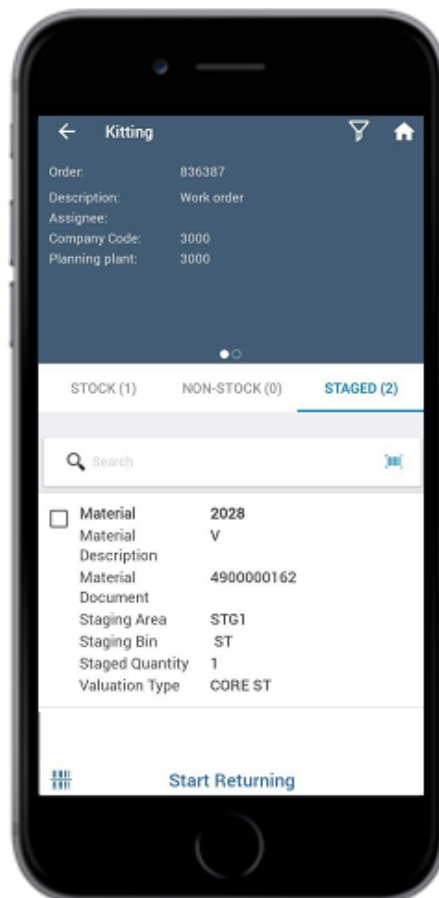 Kitting
Order: 836387
Description: Work order
Assignee:
Company Code: 3000
Planning plant: 3000
STOCK (1) NON-STOCK (0) STAGED (2)
Search
Material 2028
Material V
Description
Material 4900000162
Document
Staging Area STG1
Staging Bin ST
Staged Quantity 1
Valuation Type CORE ST
Start Returning